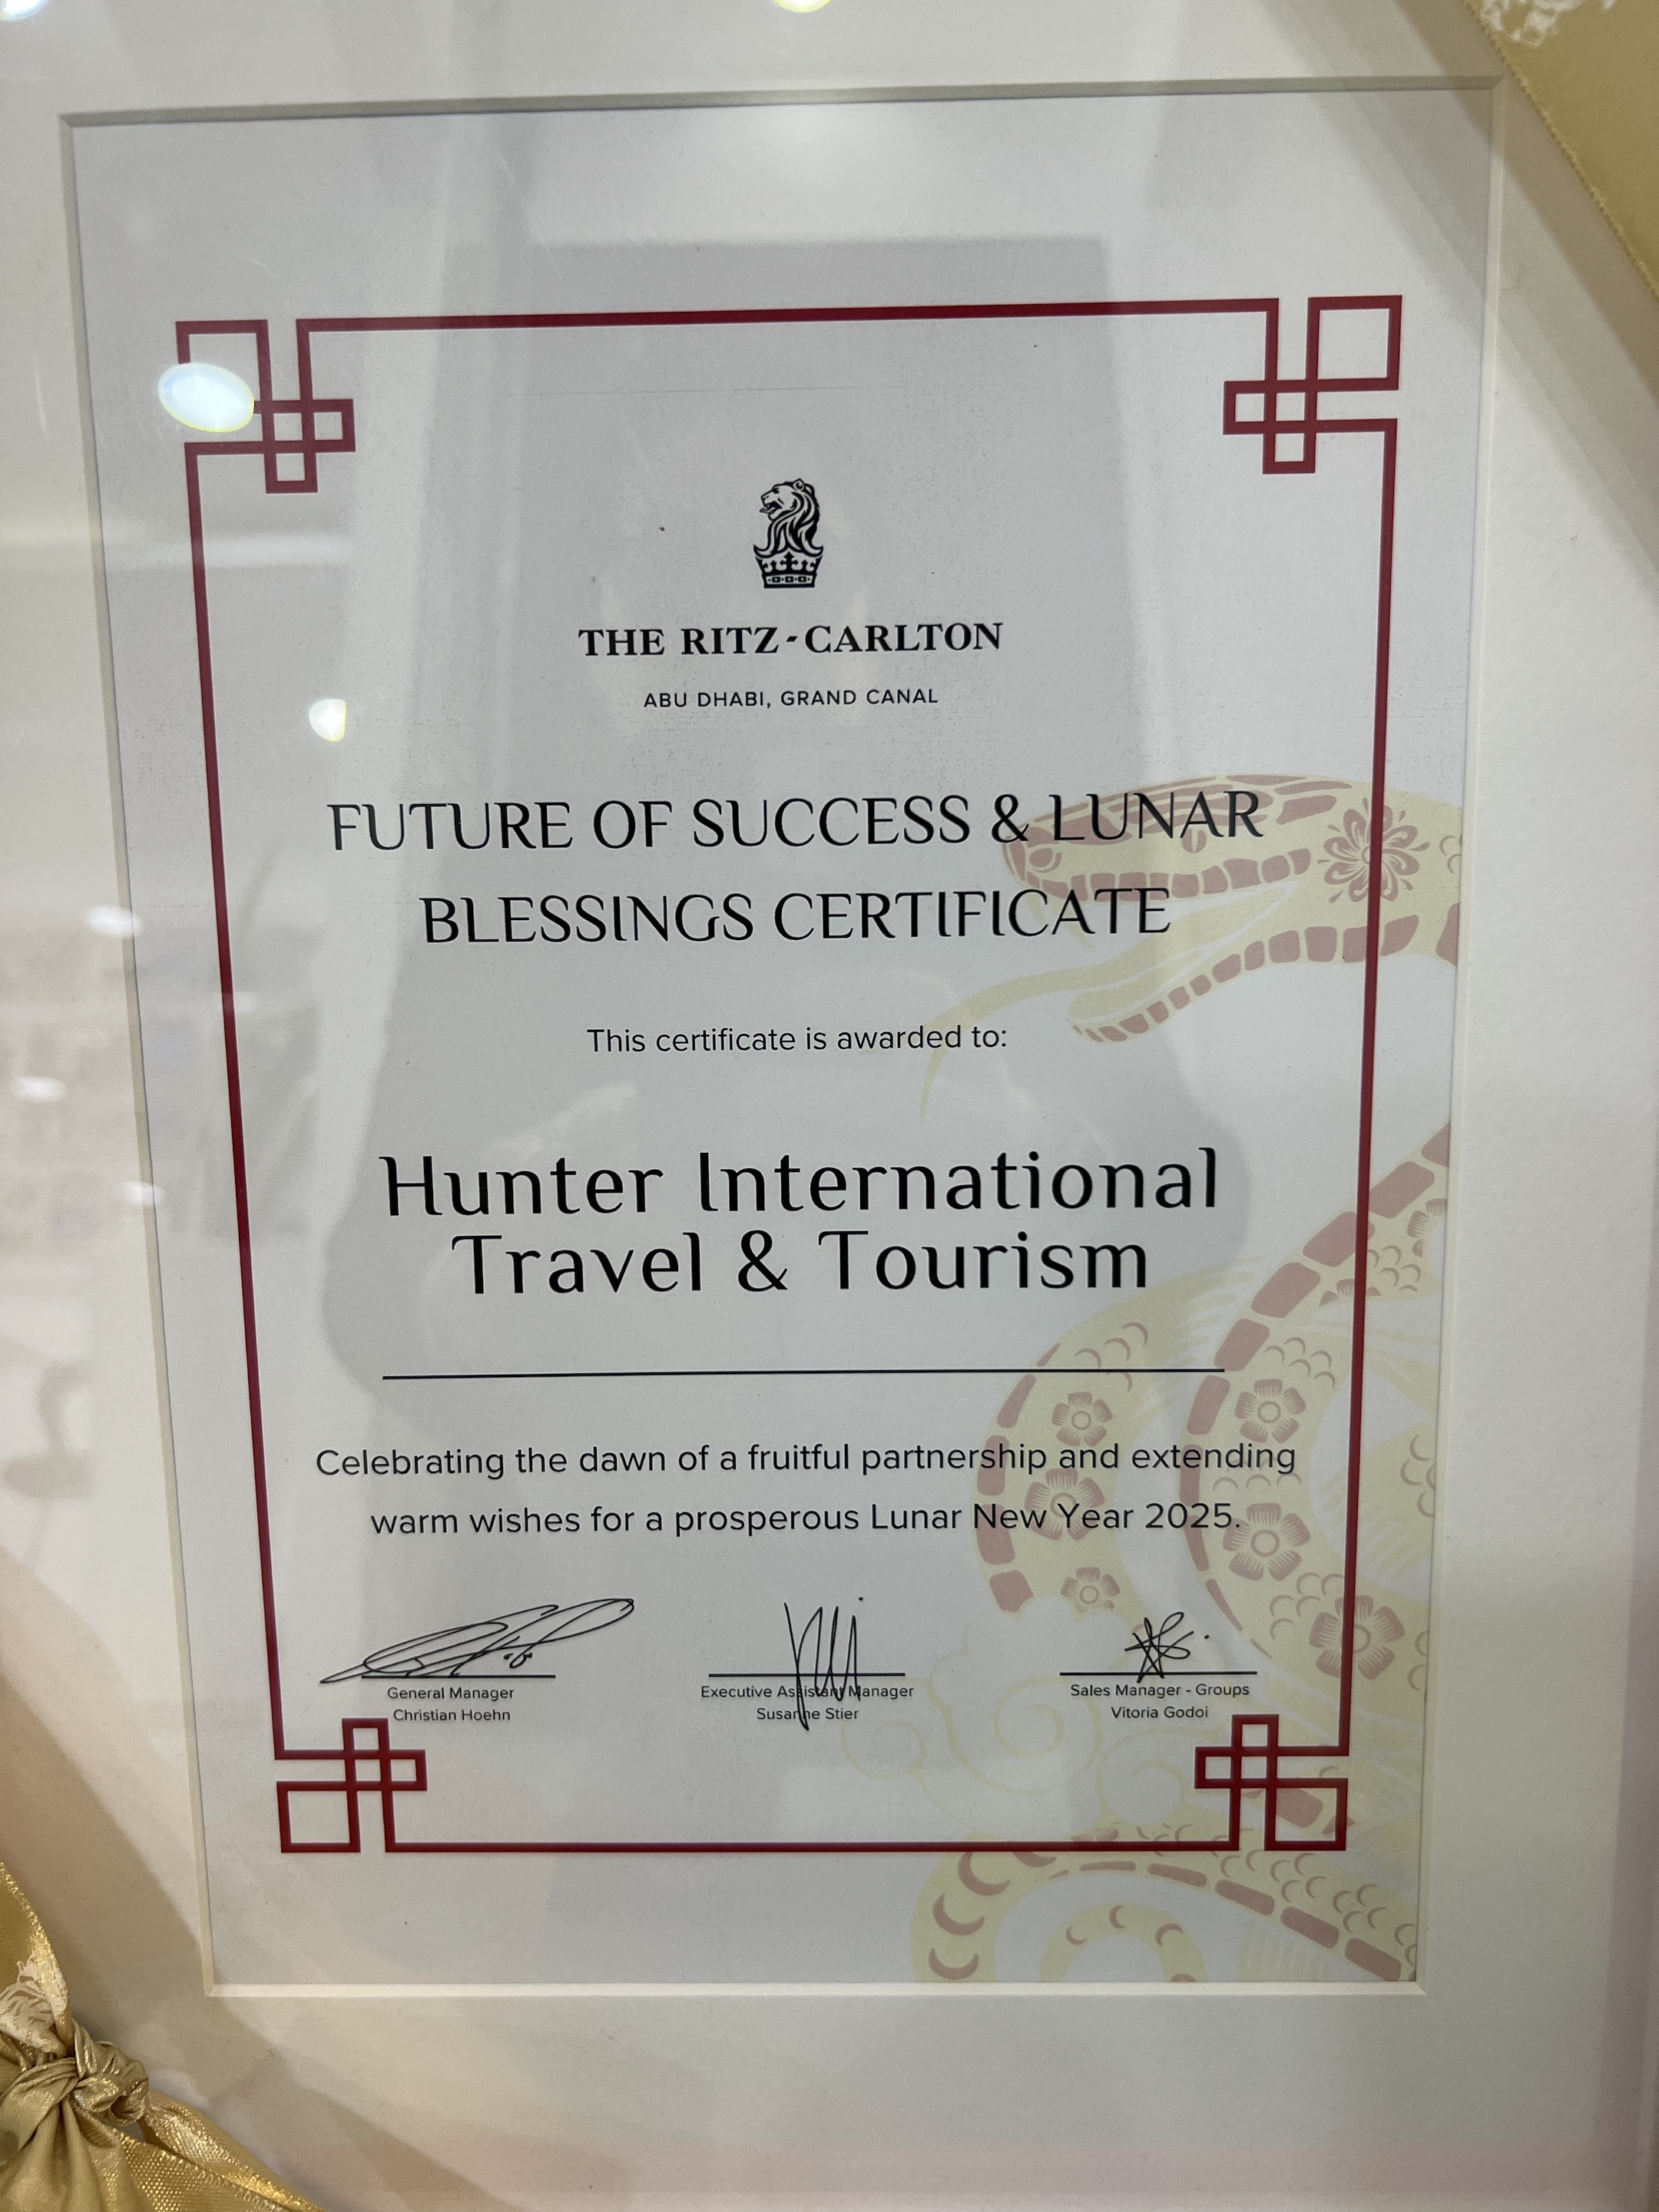 THE RITZ-CARLTON
ABU DHABI, GRAND CANAL
FUTURE OF SUCCESS & LUNAR
BLESSINGS CERTIFICATE
This certificate is awarded to:
Hunter International
Travel & Tourism
Celebrating the dawn of a fruitful partnership and extending
warm wishes for a prosperous Lunar New Year 2025.
General Manager
Christian Hoehn
Executive Assistant Manager
Susanne Stier
Sales Manager - Groups
Vitoria Godoi